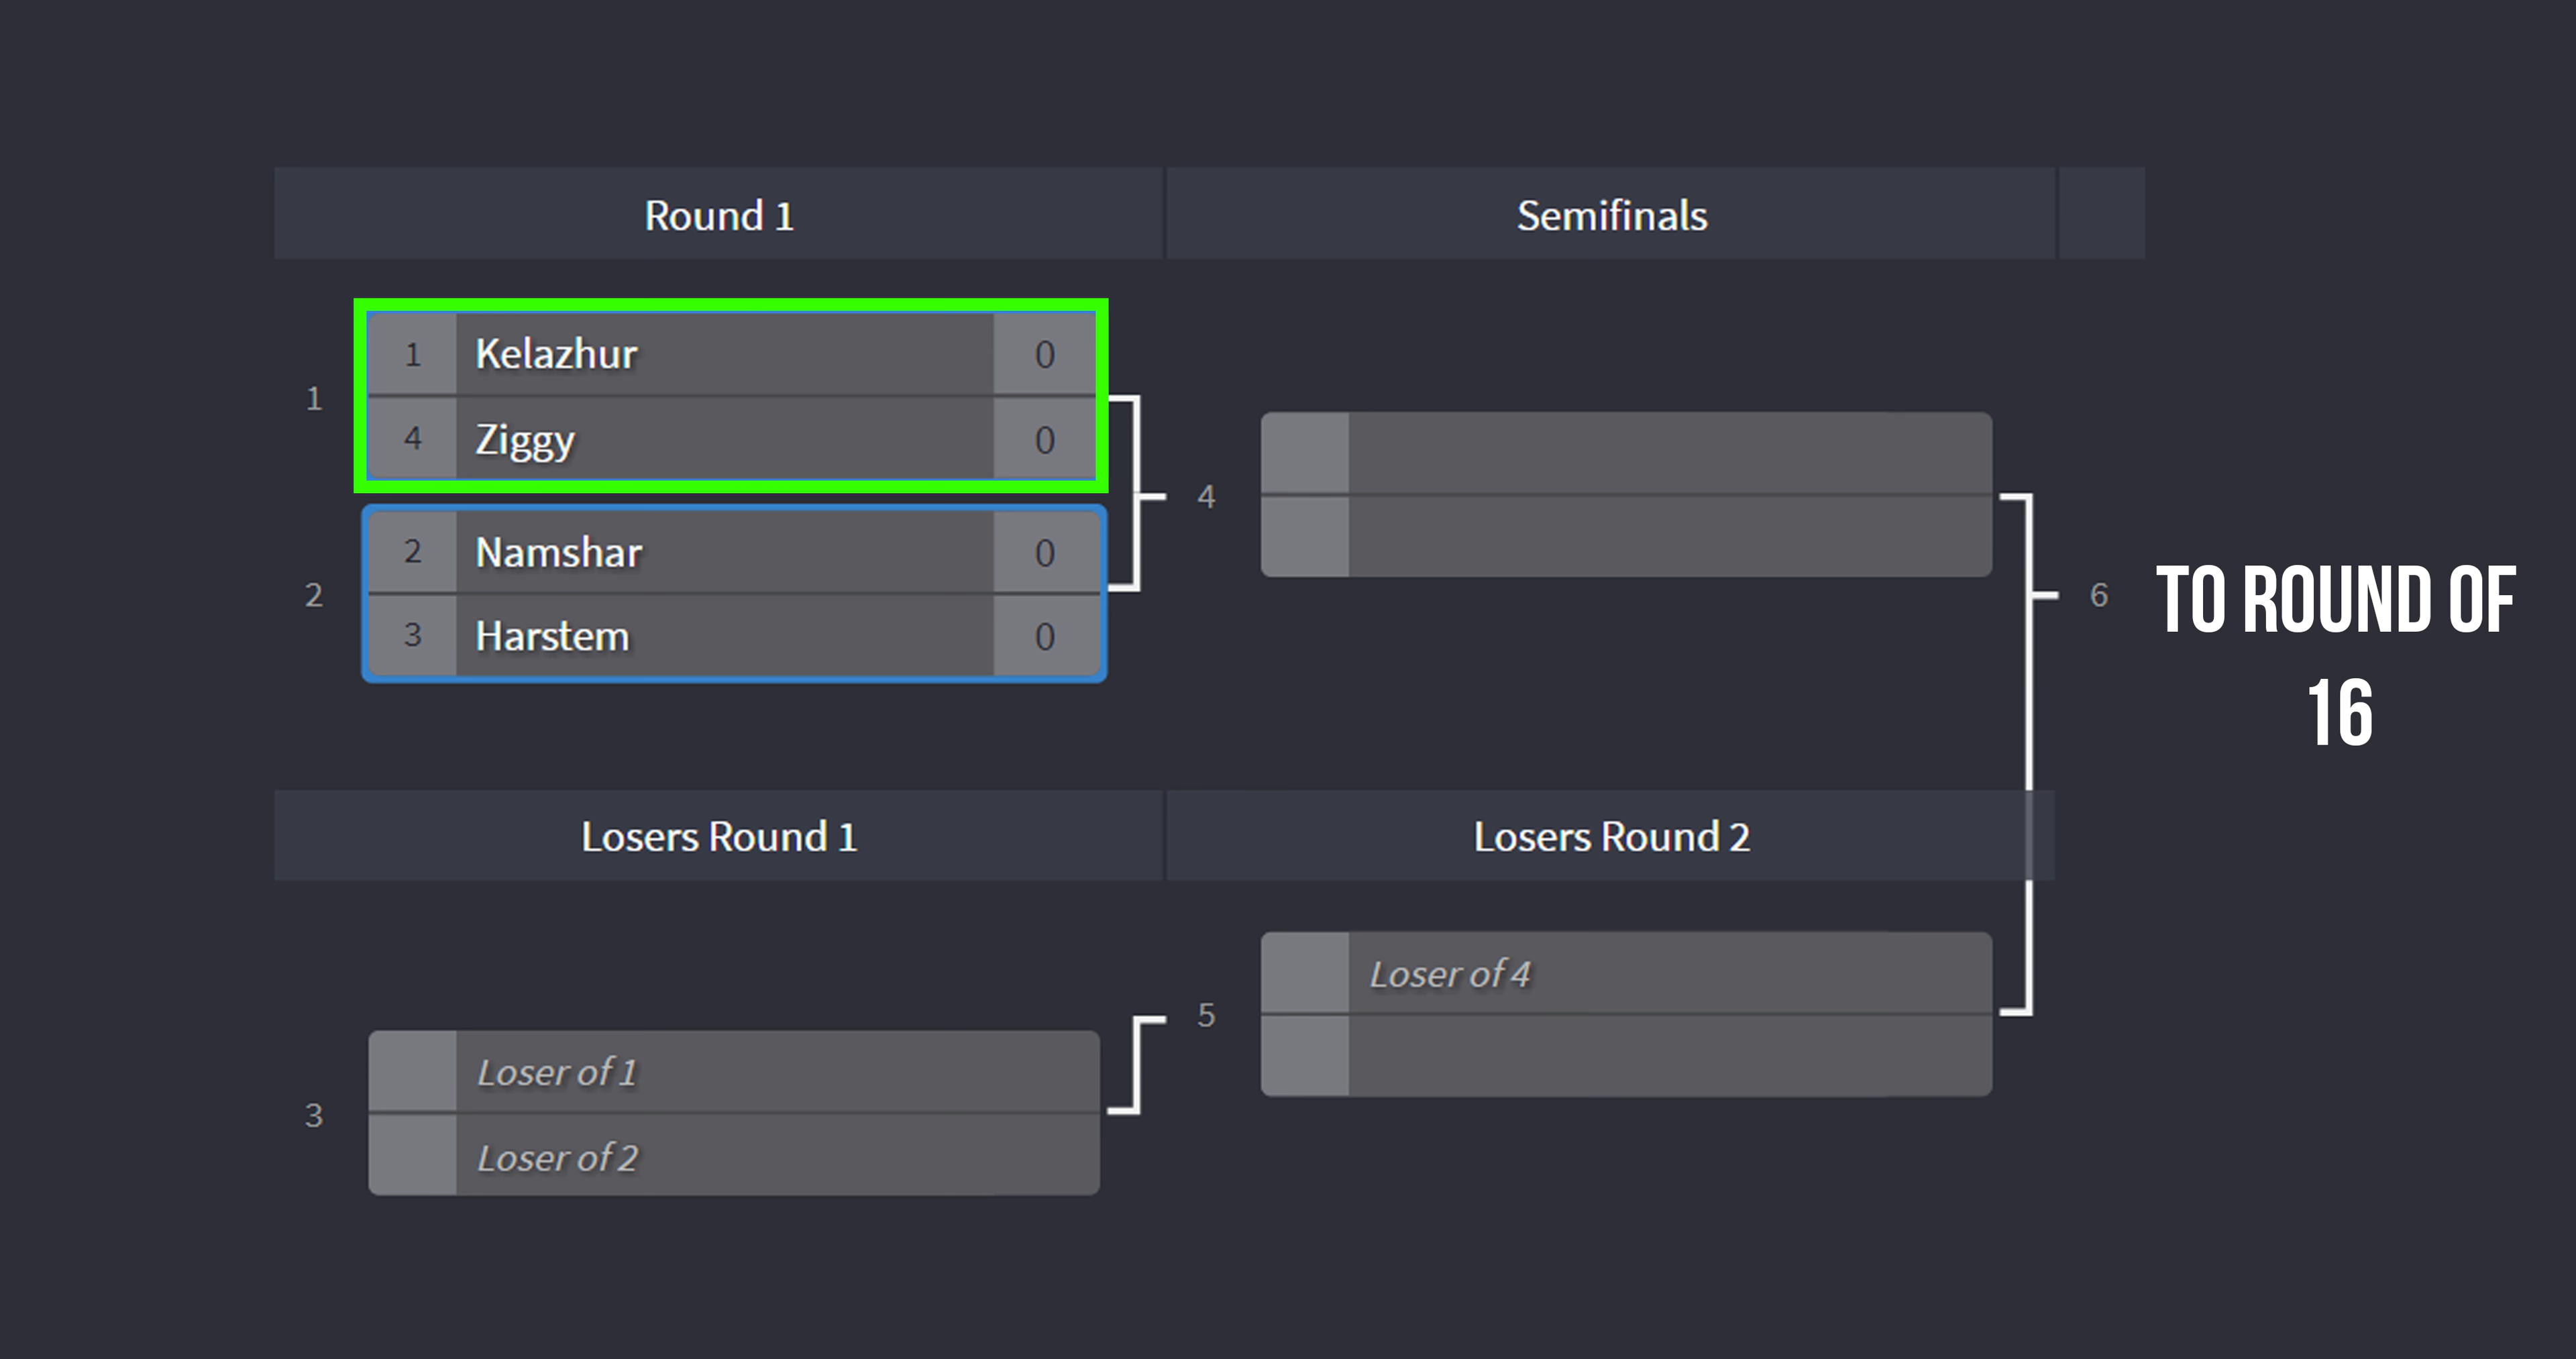 Round 1
Semifinals
1
1 Kelazhur 0
4 Ziggy 0
2
2 Namshar 0
3 Harstem 0
4
6
TO ROUND OF
16
Losers Round 1
Losers Round 2
3
Loser of 1
Loser of 2
5
Loser of 4